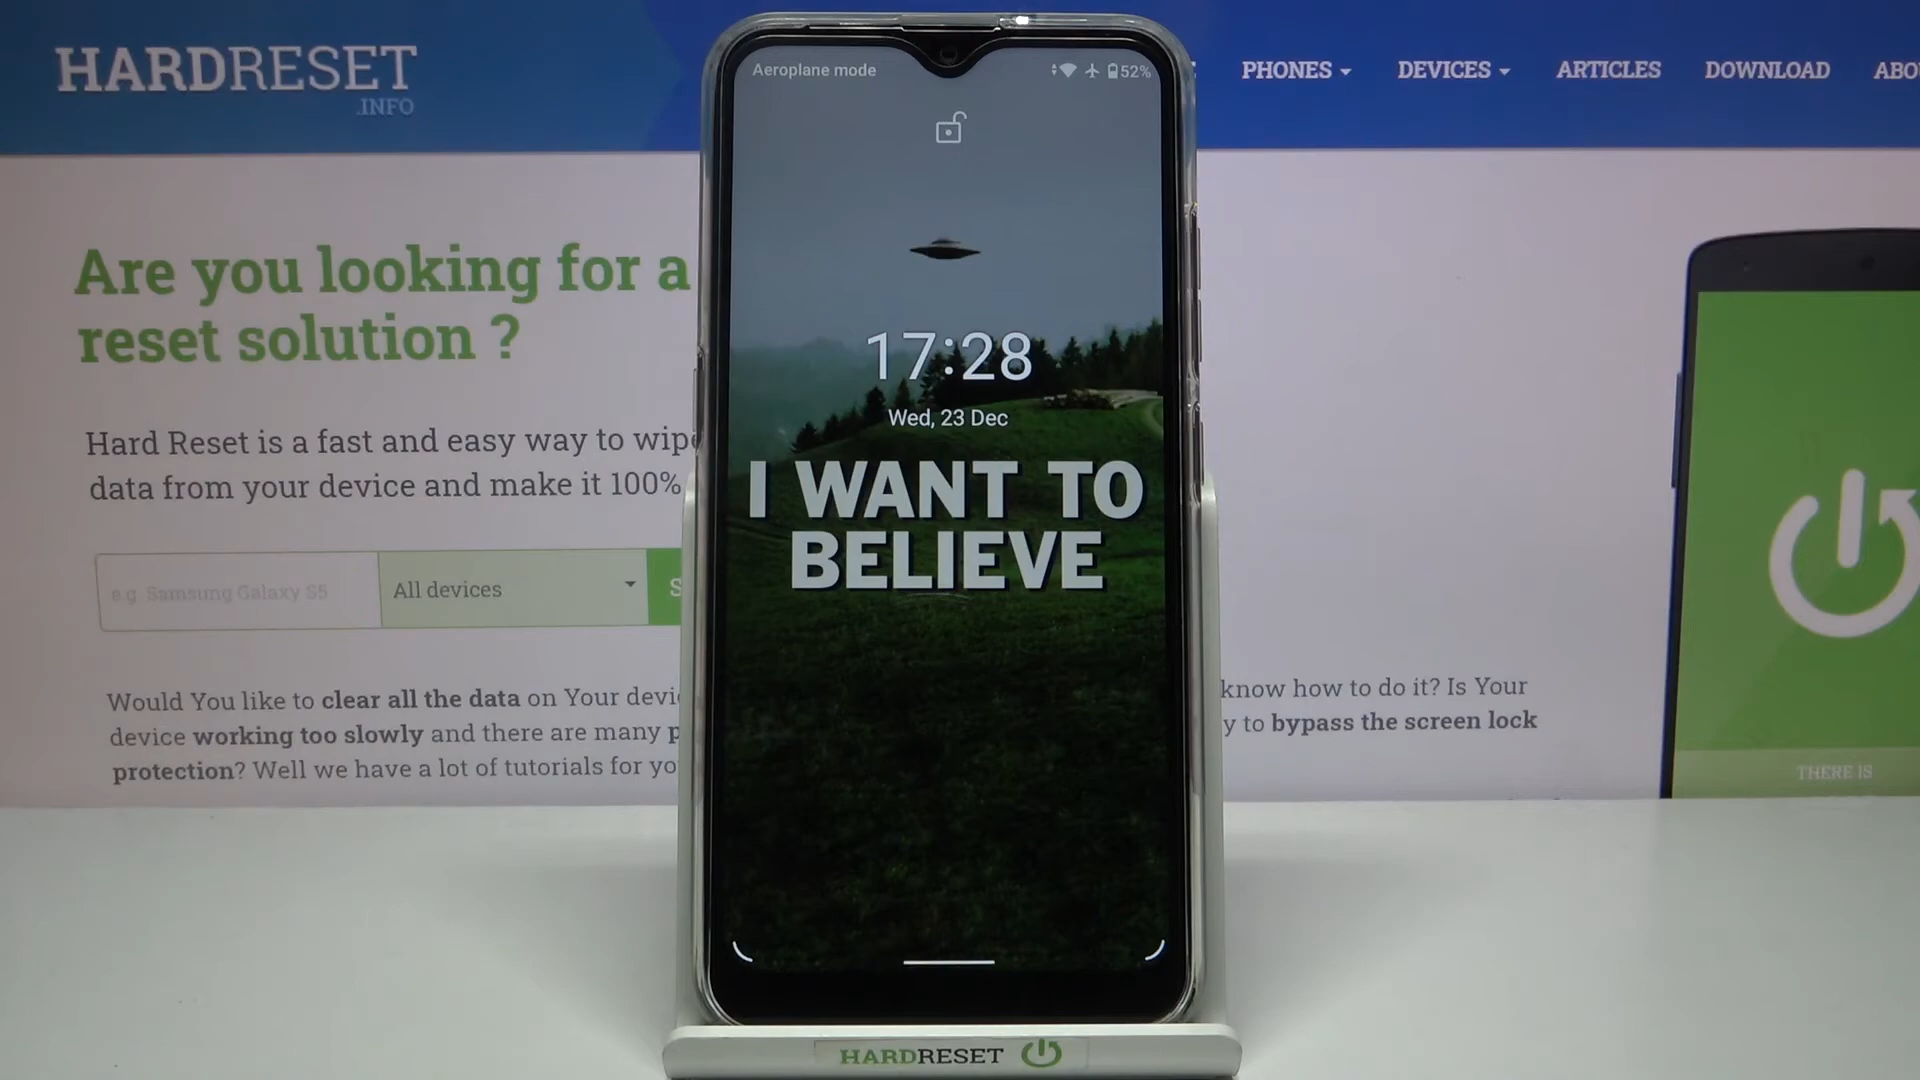 HARDRESET
.INFO
PHONES
DEVICES
ARTICLES
DOWNLOAD
Aeroplane mode
52%
Are you looking for a
reset solution ?
Hard Reset is a fast and easy way to
data from your device and make it 100%
e.g. Samsung Galaxy S5
All devices
Would You like to clear all the data on Your
know how to do it? Is Your
device working too slowly and there are many
to bypass the screen lock
protection? Well we have a lot of tutorials for
THERE IS
17:28
Wed, 23 Dec
I WANT TO
BELIEVE
HARDRESET